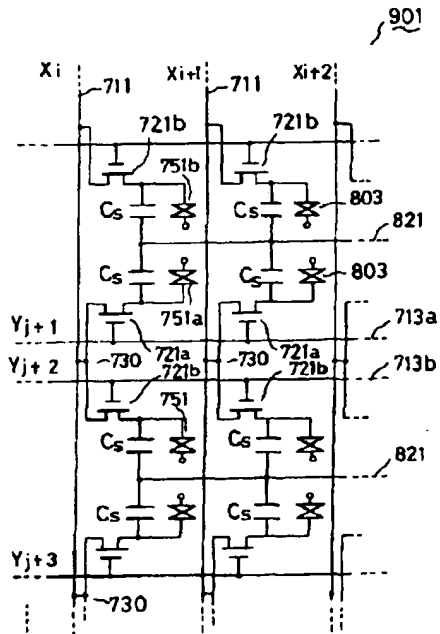 901
Xi Xi+1 Xi+2
711 711
721b 721b
751b 803
Cs Cs
821
Cs Cs 803
751a
Yj+1 713a
721a 730 721a
Yj+2 730 713b
721b 721b
751
Cs Cs
821
Cs Cs
Yj+3
730